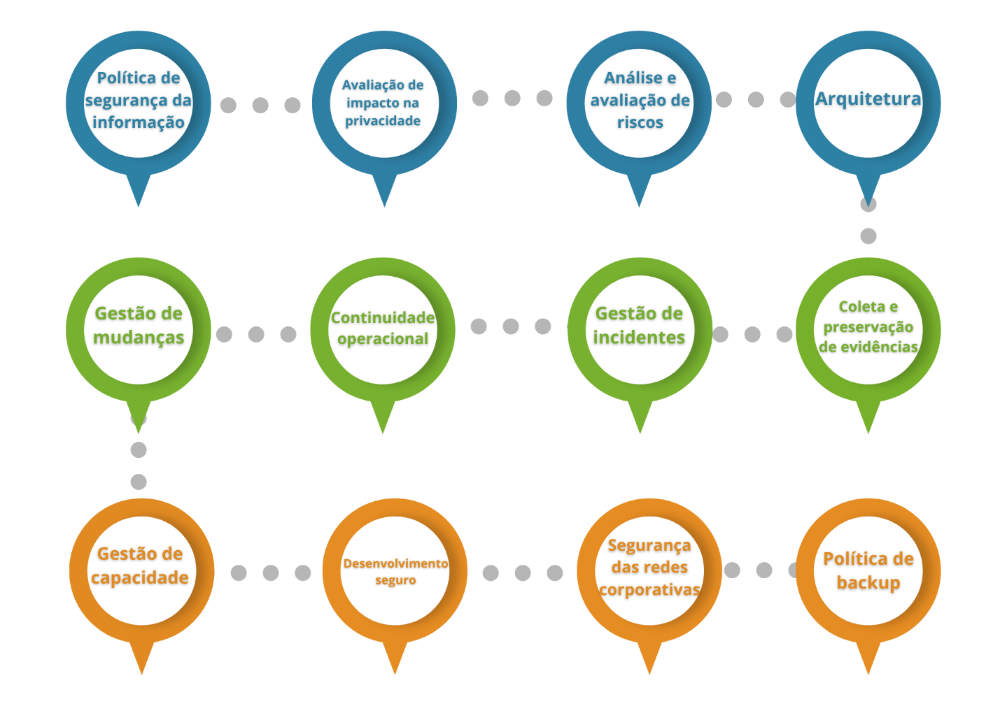 Política de
segurança da
informação
Avaliação de
impacto na
privacidade
Análise e
avaliação de
riscos
Arquitetura
Gestão de
mudanças
Continuidade
operacional
Gestão de
incidentes
Coleta e
preservação
de evidências
Gestão de
capacidade
Desenvolvimento
seguro
Segurança
das redes
corporativas
Política de
backup